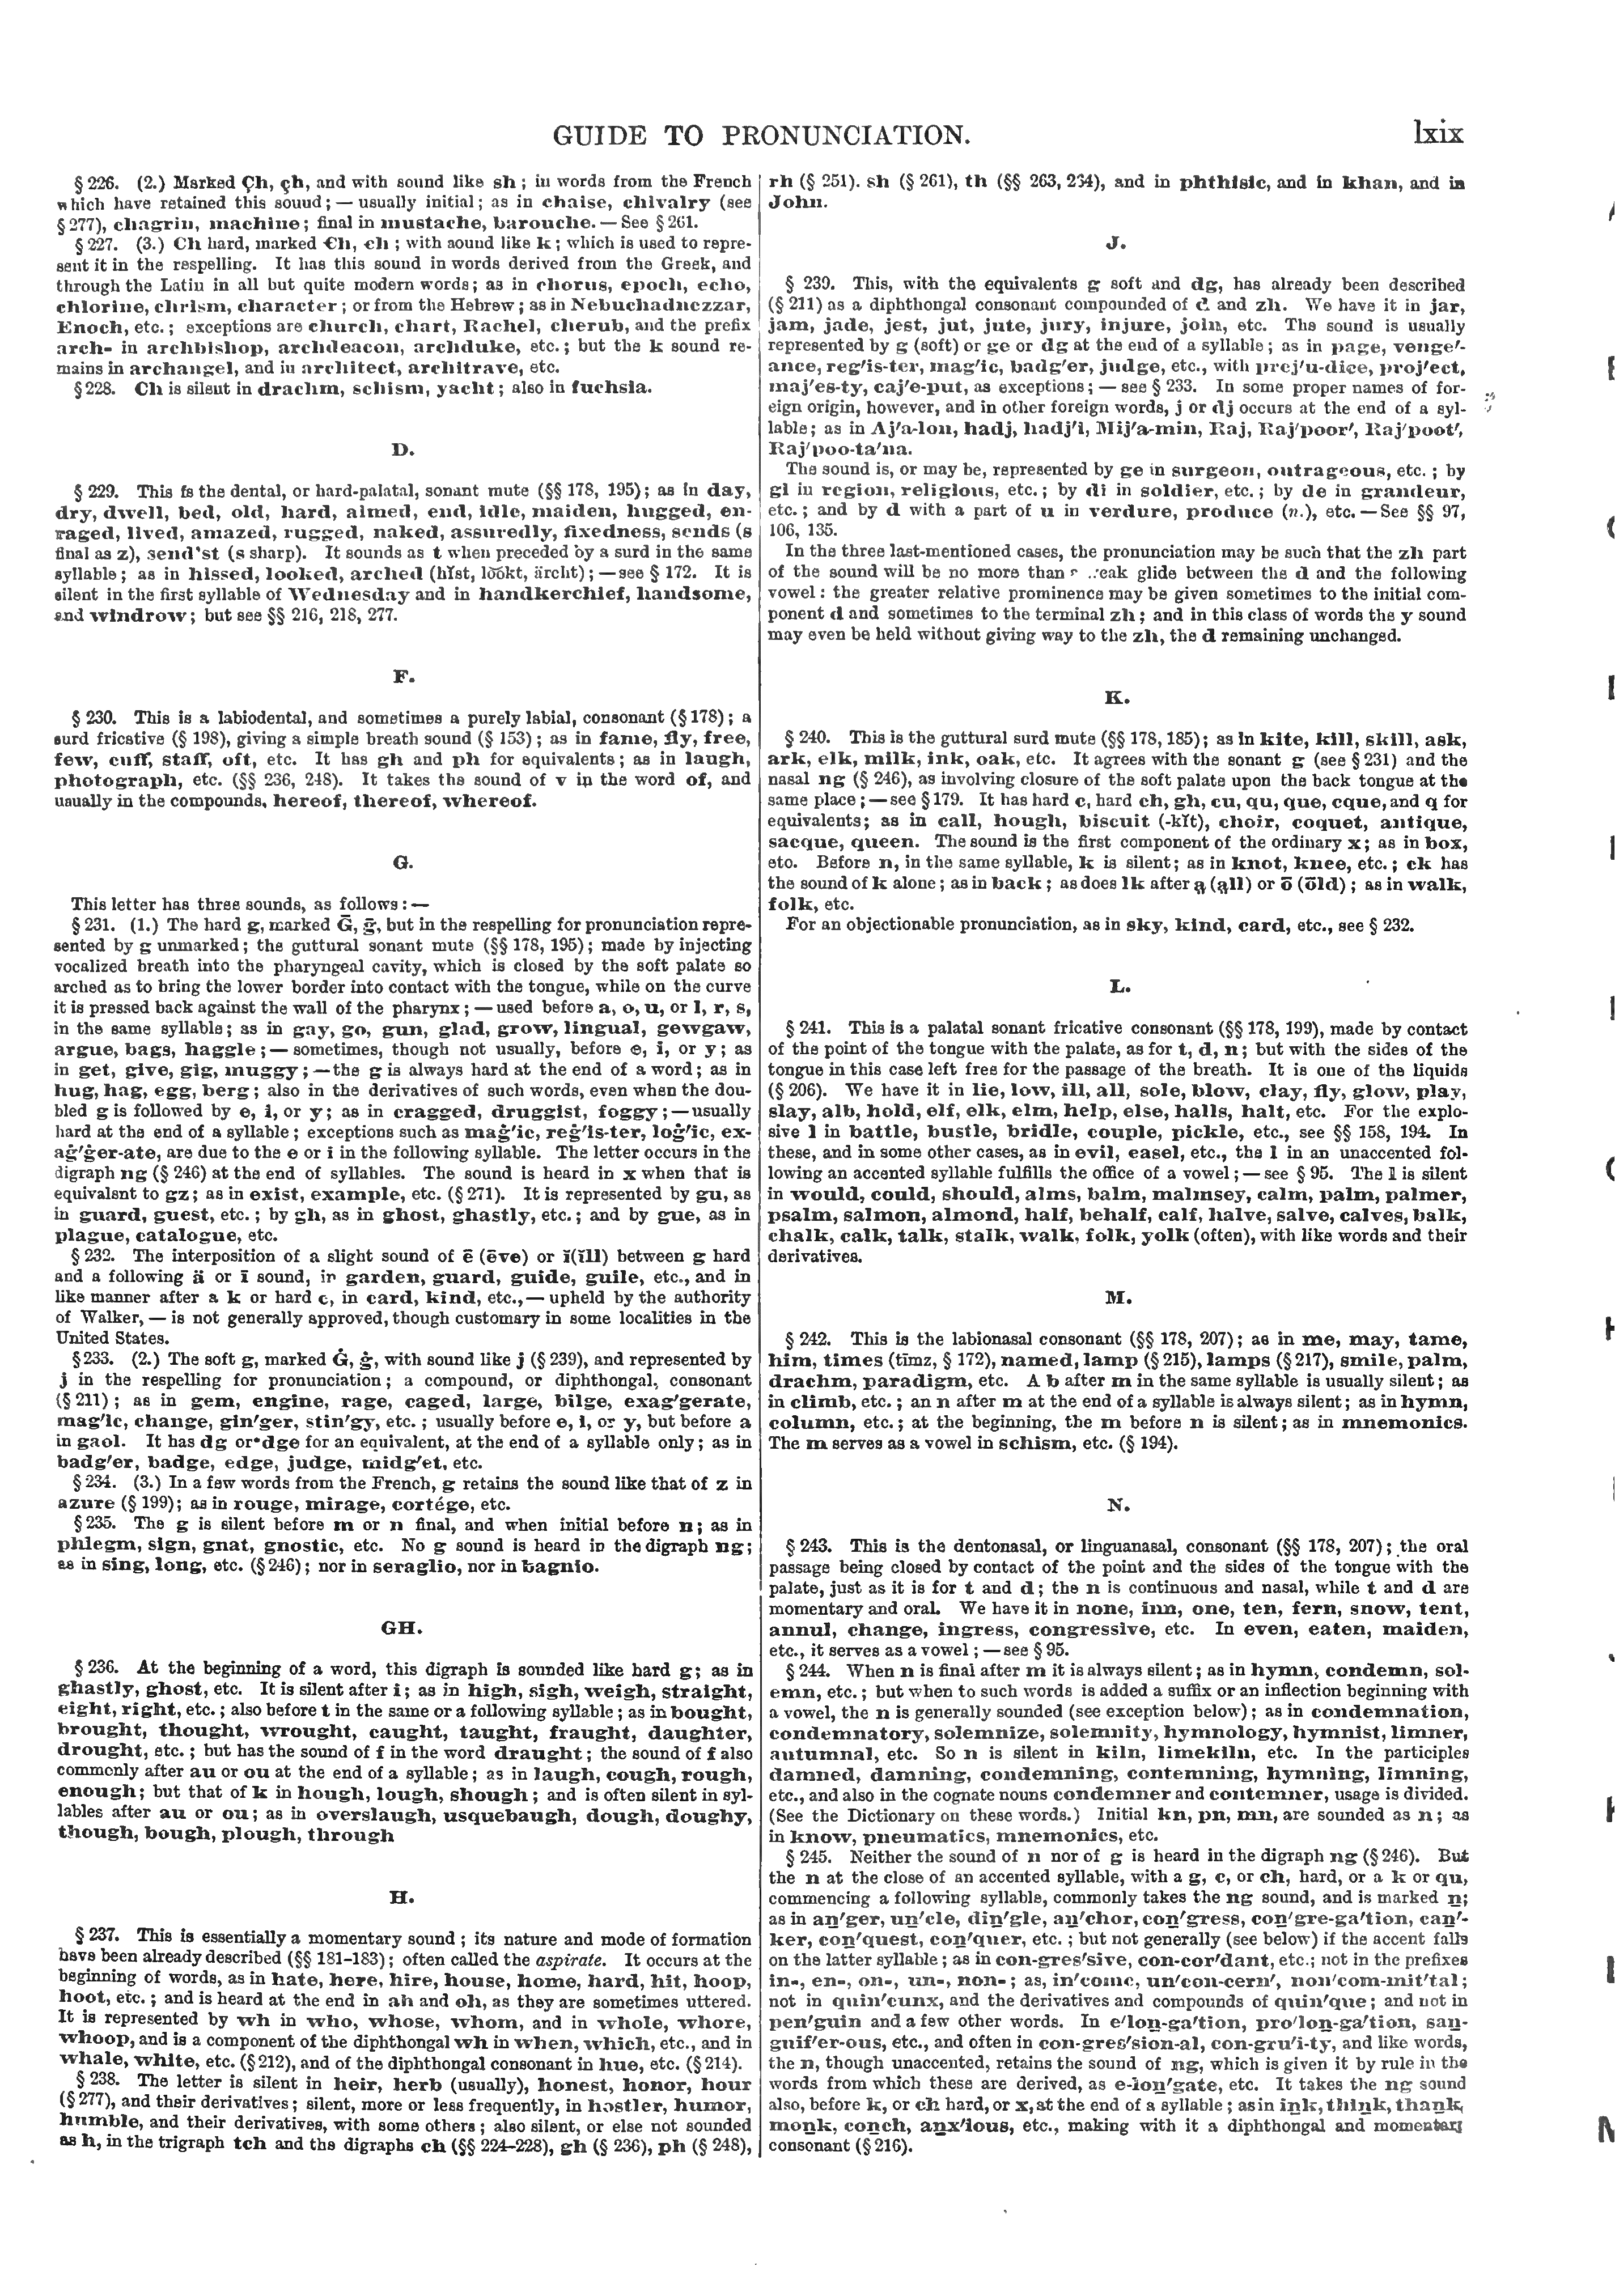 GUIDE TO PRONUNCIATION.
lxix
§ 226. (2.) Marked Çh, çh, and with sound like sh; in words from the French
which have retained this sound; — usually initial; as in chaise, chivalry (see
§ 277), chagrin, machine; final in mustache, barouche. — See § 261.
§ 227. (3.) Ch hard, marked Єh, єh; with sound like k; which is used to repre-
sent it in the respelling. It has this sound in words derived from the Greek, and
through the Latin in all but quite modern words; as in chorus, epoch, echo,
chlorine, chrism, character; or from the Hebrew; as in Nebuchadnezzar,
Enoch, etc.; exceptions are church, chart, Rachel, cherub, and the prefix
arch- in archbishop, archdeacon, archduke, etc.; but the k sound re-
mains in archangel, and in architect, architrave, etc.
§ 228. Ch is silent in drachm, schism, yacht; also in fuchsia.
D.
§ 229. This is the dental, or hard-palatal, sonant mute (§§ 178, 195); as in day,
dry, dwell, bed, old, hard, aimed, end, idle, maiden, hugged, en-
raged, lived, amazed, rugged, naked, assuredly, fixedness, sends (s
final as z), send'st (s sharp). It sounds as t when preceded by a surd in the same
syllable; as in hissed, looked, arched (hĭst, lo͝okt, ärcht); — see § 172. It is
silent in the first syllable of Wednesday and in handkerchief, handsome,
and windrow; but see §§ 216, 218, 277.
F.
§ 230. This is a labiodental, and sometimes a purely labial, consonant (§ 178); a
surd fricative (§ 198), giving a simple breath sound (§ 153); as in fame, fly, free,
few, cuff, staff, oft, etc. It has gh and ph for equivalents; as in laugh,
photograph, etc. (§§ 236, 248). It takes the sound of v in the word of, and
usually in the compounds, hereof, thereof, whereof.
G.
This letter has three sounds, as follows: —
§ 231. (1.) The hard g, marked Ḡ, ḡ, but in the respelling for pronunciation repre-
sented by g unmarked; the guttural sonant mute (§§ 178, 195); made by injecting
vocalized breath into the pharyngeal cavity, which is closed by the soft palate so
arched as to bring the lower border into contact with the tongue, while on the curve
it is pressed back against the wall of the pharynx; — used before a, o, u, or l, r, s,
in the same syllable; as in gay, go, gun, glad, grow, lingual, gewgaw,
argue, bags, haggle; — sometimes, though not usually, before e, i, or y; as
in get, give, gig, muggy; — the g is always hard at the end of a word; as in
hug, hag, egg, berg; also in the derivatives of such words, even when the dou-
bled g is followed by e, i, or y; as in cragged, druggist, foggy; — usually
hard at the end of a syllable; exceptions such as maġ'ic, reġ'is-ter, loġ'ic, ex-
aġ'ġer-ate, are due to the e or i in the following syllable. The letter occurs in the
digraph ng (§ 246) at the end of syllables. The sound is heard in x when that is
equivalent to gz; as in exist, example, etc. (§ 271). It is represented by gu, as
in guard, guest, etc.; by gh, as in ghost, ghastly, etc.; and by gue, as in
plague, catalogue, etc.
§ 232. The interposition of a slight sound of ē (ēve) or ĭ (ĭll) between g hard
and a following ä or ī sound, in garden, guard, guide, guile, etc., and in
like manner after a k or hard c, in card, kind, etc., — upheld by the authority
of Walker, — is not generally approved, though customary in some localities in the
United States.
§ 233. (2.) The soft g, marked Ġ, ġ, with sound like j (§ 239), and represented by
j in the respelling for pronunciation; a compound, or diphthongal, consonant
(§ 211); as in gem, engine, rage, caged, large, bilge, exag'gerate,
mag'ic, change, gin'ger, stin'gy, etc.; usually before e, i, or y, but before a
in gaol. It has dg or dge for an equivalent, at the end of a syllable only; as in
badg'er, badge, edge, judge, midg'et, etc.
§ 234. (3.) In a few words from the French, g retains the sound like that of z in
azure (§ 199); as in rouge, mirage, cortége, etc.
§ 235. The g is silent before m or n final, and when initial before n; as in
phlegm, sign, gnat, gnostic, etc. No g sound is heard in the digraph ng;
as in sing, long, etc. (§ 246); nor in seraglio, nor in bagnio.
GH.
§ 236. At the beginning of a word, this digraph is sounded like hard g; as in
ghastly, ghost, etc. It is silent after i; as in high, sigh, weigh, straight,
eight, right, etc.; also before t in the same or a following syllable; as in bought,
brought, thought, wrought, caught, taught, fraught, daughter,
drought, etc.; but has the sound of f in the word draught; the sound of f also
commonly after au or ou at the end of a syllable; as in laugh, cough, rough,
enough; but that of k in hough, lough, shough; and is often silent in syl-
lables after au or ou; as in overslaugh, usquebaugh, dough, doughy,
though, bough, plough, through
H.
§ 237. This is essentially a momentary sound; its nature and mode of formation
have been already described (§§ 181–183); often called the aspirate. It occurs at the
beginning of words, as in hate, here, hire, house, home, hard, hit, hoop,
hoot, etc.; and is heard at the end in ah and oh, as they are sometimes uttered.
It is represented by wh in who, whose, whom, and in whole, whore,
whoop, and is a component of the diphthongal wh in when, which, etc., and in
whale, white, etc. (§ 212), and of the diphthongal consonant in hue, etc. (§ 214).
§ 238. The letter is silent in heir, herb (usually), honest, honor, hour
(§ 277), and their derivatives; silent, more or less frequently, in hostler, humor,
humble, and their derivatives, with some others; also silent, or else not sounded
as h, in the trigraph tch and the digraphs ch (§§ 224–228), gh (§ 236), ph (§ 248),
rh (§ 251). sh (§ 261), th (§§ 263, 234), and in phthisic, and in khan, and in
John.
J.
§ 239. This, with the equivalents g soft and dg, has already been described
(§ 211) as a diphthongal consonant compounded of d and zh. We have it in jar,
jam, jade, jest, jut, jute, jury, injure, join, etc. The sound is usually
represented by g (soft) or ge or dg at the end of a syllable; as in page, venge'-
ance, reg'is-ter, mag'ic, badg'er, judge, etc., with prej'u-dice, proj'ect,
maj'es-ty, caj'e-put, as exceptions; — see § 233. In some proper names of for-
eign origin, however, and in other foreign words, j or dj occurs at the end of a syl-
lable; as in Aj'a-lon, hadj, hadj'i, Mij'a-min, Raj, Raj'poor', Raj'poot',
Raj'poo-ta'na.
The sound is, or may be, represented by ge in surgeon, outrageous, etc.; by
gi in region, religious, etc.; by di in soldier, etc.; by de in grandeur,
etc.; and by d with a part of u in verdure, produce (n.), etc. — See §§ 97,
106, 135.
In the three last-mentioned cases, the pronunciation may be such that the zh part
of the sound will be no more than glide between the d and the following
vowel: the greater relative prominence may be given sometimes to the initial com-
ponent d and sometimes to the terminal zh; and in this class of words the y sound
may even be held without giving way to the zh, the d remaining unchanged.
K.
§ 240. This is the guttural surd mute (§§ 178, 185); as in kite, kill, skill, ask,
ark, elk, milk, ink, oak, etc. It agrees with the sonant g (see § 231) and the
nasal ng (§ 246), as involving closure of the soft palate upon the back tongue at the
same place; — see § 179. It has hard c, hard ch, gh, cu, qu, que, cque, and q for
equivalents; as in call, hough, biscuit (-kĭt), choir, coquet, antique,
sacque, queen. The sound is the first component of the ordinary x; as in box,
etc. Before n, in the same syllable, k is silent; as in knot, knee, etc.; ck has
the sound of k alone; as in back; as does lk after a̤ (a̤ll) or ō (ōld); as in walk,
folk, etc.
For an objectionable pronunciation, as in sky, kind, card, etc., see § 232.
L.
§ 241. This is a palatal sonant fricative consonant (§§ 178, 199), made by contact
of the point of the tongue with the palate, as for t, d, n; but with the sides of the
tongue in this case left free for the passage of the breath. It is one of the liquids
(§ 206). We have it in lie, low, ill, all, sole, blow, clay, fly, glow, play,
slay, alb, hold, elf, elk, elm, help, else, halls, halt, etc. For the explo-
sive l in battle, bustle, bridle, couple, pickle, etc., see §§ 158, 194. In
these, and in some other cases, as in evil, easel, etc., the l in an unaccented fol-
lowing an accented syllable fulfills the office of a vowel; — see § 95. The l is silent
in would, could, should, alms, balm, malmsey, calm, palm, palmer,
psalm, salmon, almond, half, behalf, calf, halve, salve, calves, balk,
chalk, calk, talk, stalk, walk, folk, yolk (often), with like words and their
derivatives.
M.
§ 242. This is the labionasal consonant (§§ 178, 207); as in me, may, tame,
him, times (tīmz, § 172), named, lamp (§ 215), lamps (§ 217), smile, palm,
drachm, paradigm, etc. A b after m in the same syllable is usually silent; as
in climb, etc.; an n after m at the end of a syllable is always silent; as in hymn,
column, etc.; at the beginning, the m before n is silent; as in mnemonics.
The m serves as a vowel in schism, etc. (§ 194).
N.
§ 243. This is the dentonasal, or linguanasal, consonant (§§ 178, 207); the oral
passage being closed by contact of the point and the sides of the tongue with the
palate, just as it is for t and d; the n is continuous and nasal, while t and d are
momentary and oral. We have it in none, inn, one, ten, fern, snow, tent,
annul, change, ingress, congressive, etc. In even, eaten, maiden,
etc., it serves as a vowel; — see § 95.
§ 244. When n is final after m it is always silent; as in hymn, condemn, sol-
emn, etc.; but when to such words is added a suffix or an inflection beginning with
a vowel, the n is generally sounded (see exception below); as in condemnation,
condemnatory, solemnize, solemnity, hymnology, hymnist, limner,
autumnal, etc. So n is silent in kiln, limekiln, etc. In the participles
damned, damning, condemning, contemning, hymning, limning,
etc., and also in the cognate nouns condemner and contemner, usage is divided.
(See the Dictionary on these words.) Initial kn, pn, mn, are sounded as n; as
in know, pneumatics, mnemonics, etc.
§ 245. Neither the sound of n nor of g is heard in the digraph ng (§ 246). But
the n at the close of an accented syllable, with a g, c, or ch, hard, or a k or qu,
commencing a following syllable, commonly takes the ng sound, and is marked ṉ;
as in aṉ'ger, uṉ'cle, diṉ'gle, aṉ'chor, coṉ'gress, coṉ'gre-ga'tion, caṉ'-
ker, coṉ'quest, coṉ'quer, etc.; but not generally (see below) if the accent falls
on the latter syllable; as in con-gres'sive, con-cor'dant, etc.; not in the prefixes
in-, en-, on-, un-, non-; as, in'come, un'con-cern', non'com-mit'tal;
not in quin'cunx, and the derivatives and compounds of quin'que; and not in
pen'guin and a few other words. In e'loṉ-ga'tion, pro'loṉ-ga'tion, saṉ-
guif'er-ous, etc., and often in con-gres'sion-al, con-gru'i-ty, and like words,
the n, though unaccented, retains the sound of ng, which is given it by rule in the
words from which these are derived, as e-loṉ'gate, etc. It takes the ng sound
also, before k, or ch hard, or x, at the end of a syllable; as in iṉk, thiṉk, thaṉk,
moṉk, coṉch, aṉx'ious, etc., making with it a diphthongal and momentary
consonant (§ 216).